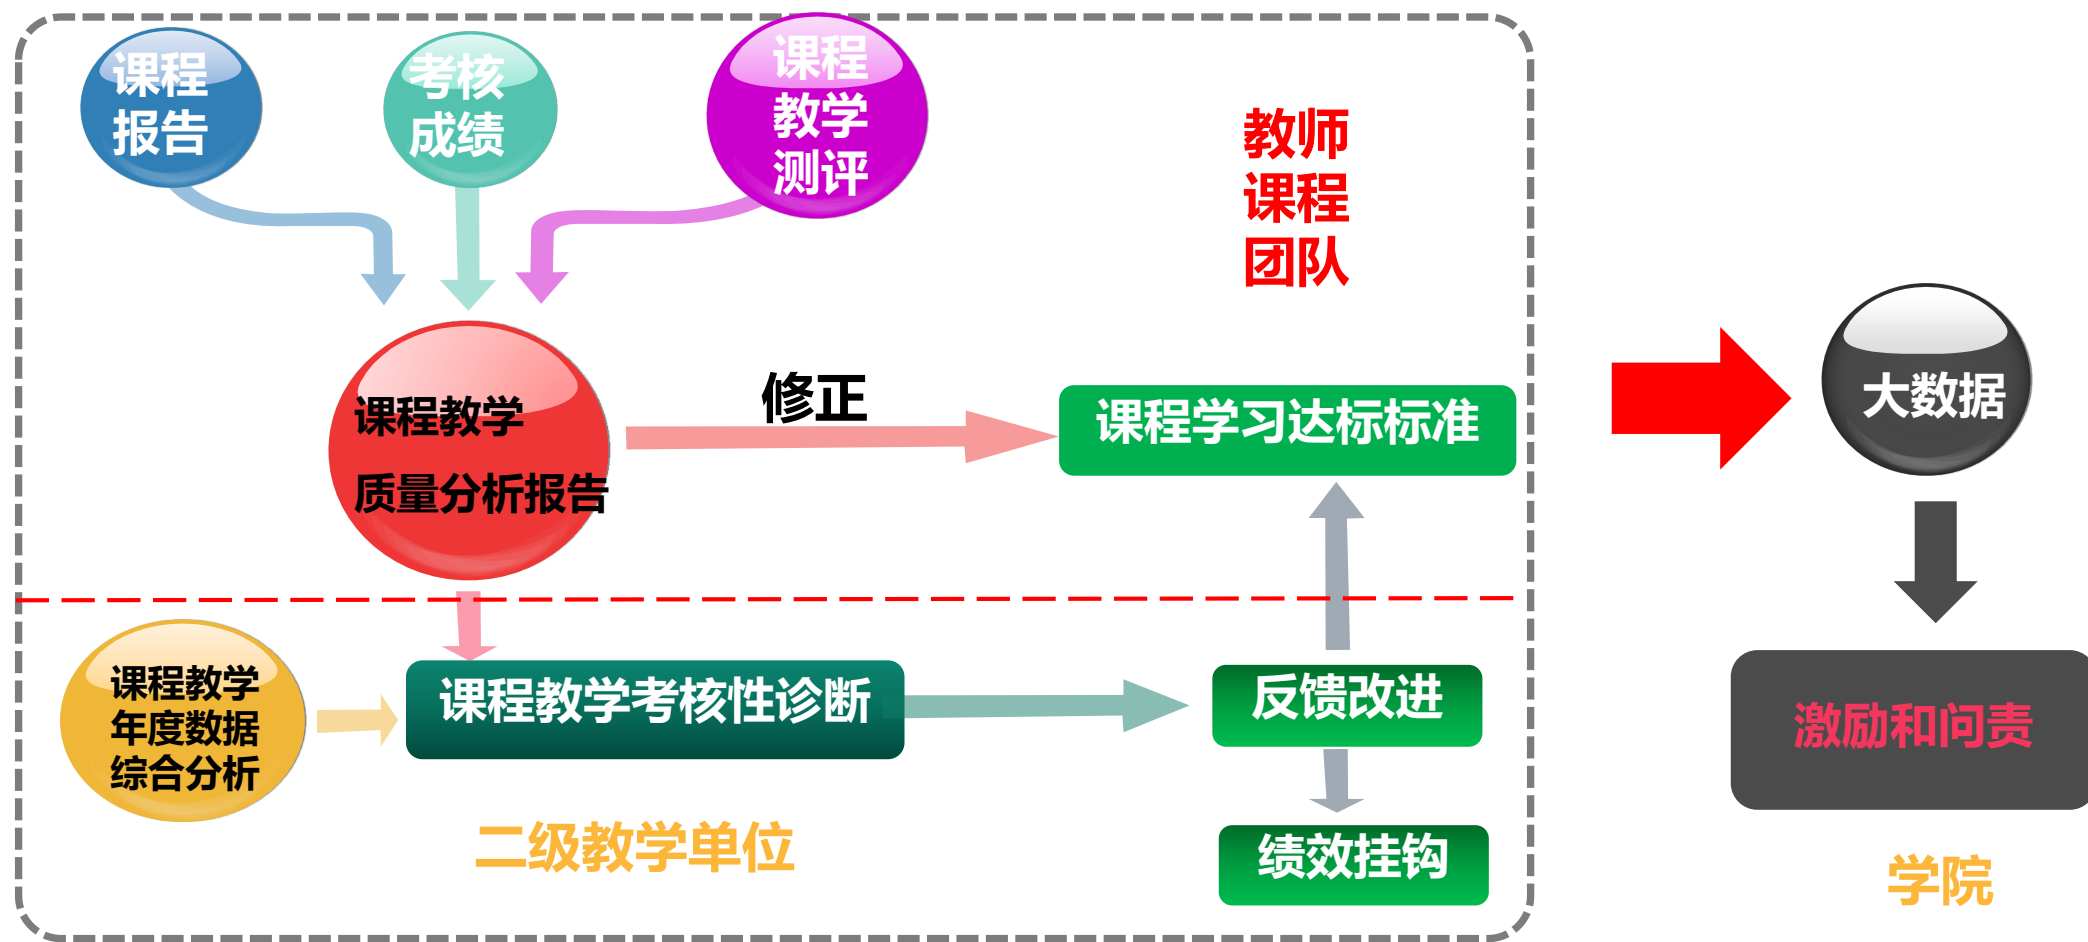 课程
报告
考核
成绩
课程
教学
测评
教师
课程
团队
课程教学
质量分析报告
修正
课程学习达标标准
大数据
课程教学
年度数据
综合分析
课程教学考核性诊断
反馈改进
激励和问责
二级教学单位
绩效挂钩
学院